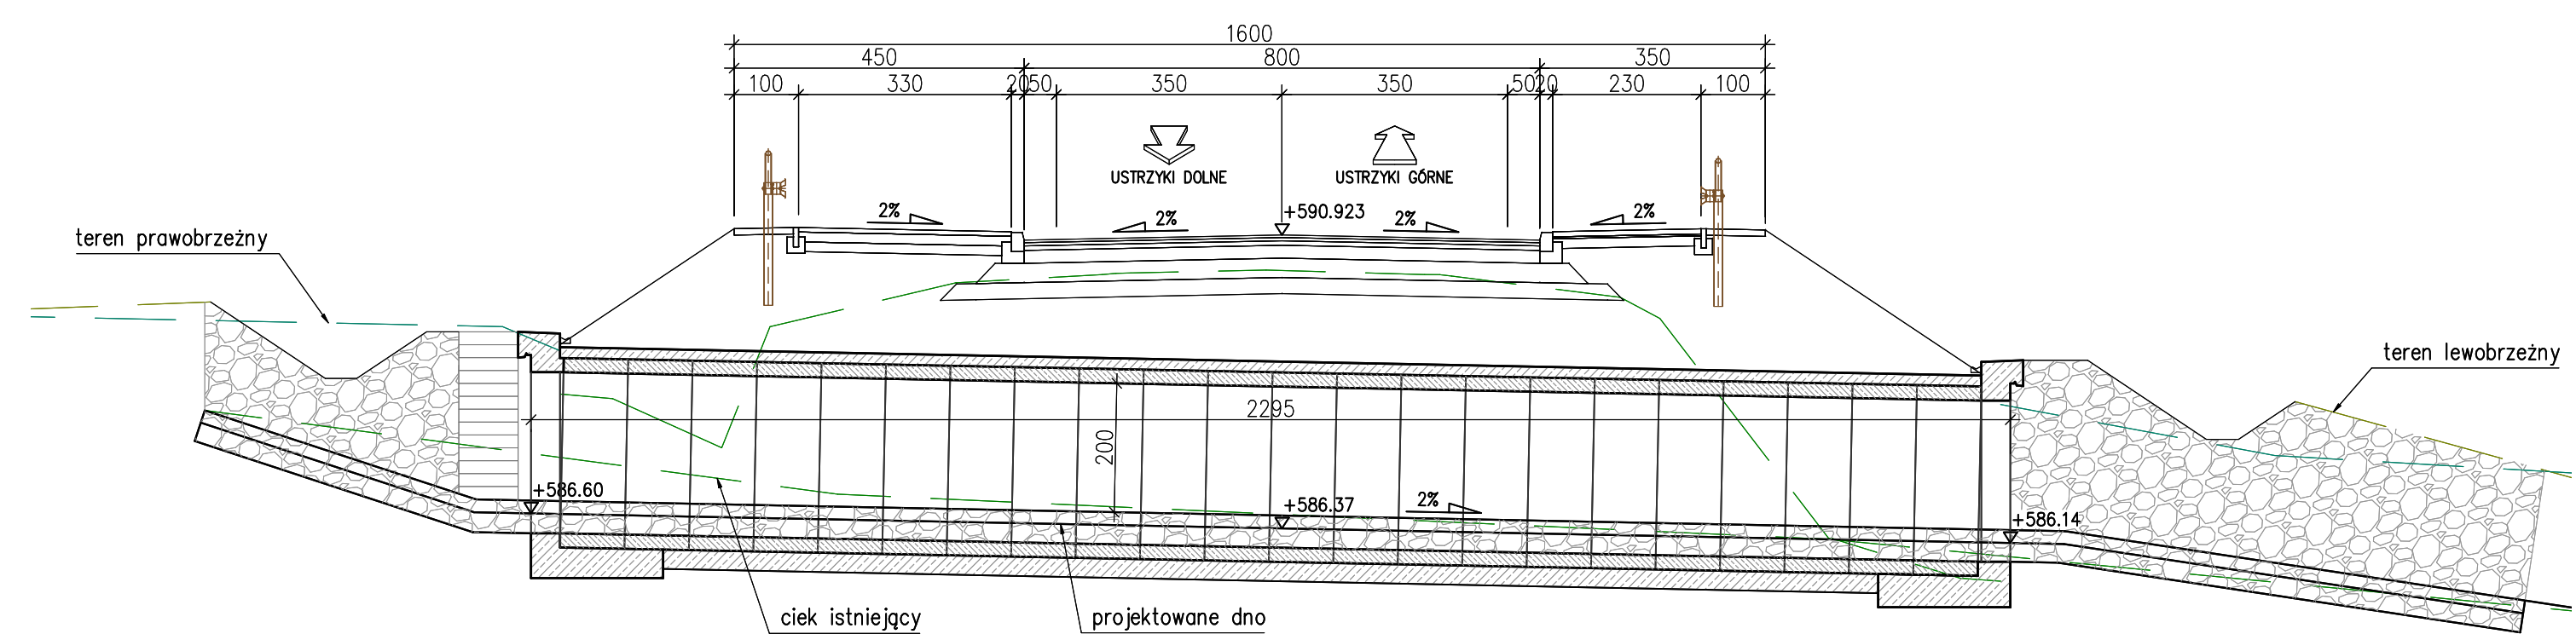 1600
450 800 350
100 330 20 50 350 350 50 20 230 100
USTRZYKI DOLNE USTRZYKI GÓRNE
2% 2% +590.923 2% 2%
teren prawobrzeżny
teren lewobrzeżny
2295
200
+586.60 +586.37 2% +586.14
ciek istniejący projektowane dno